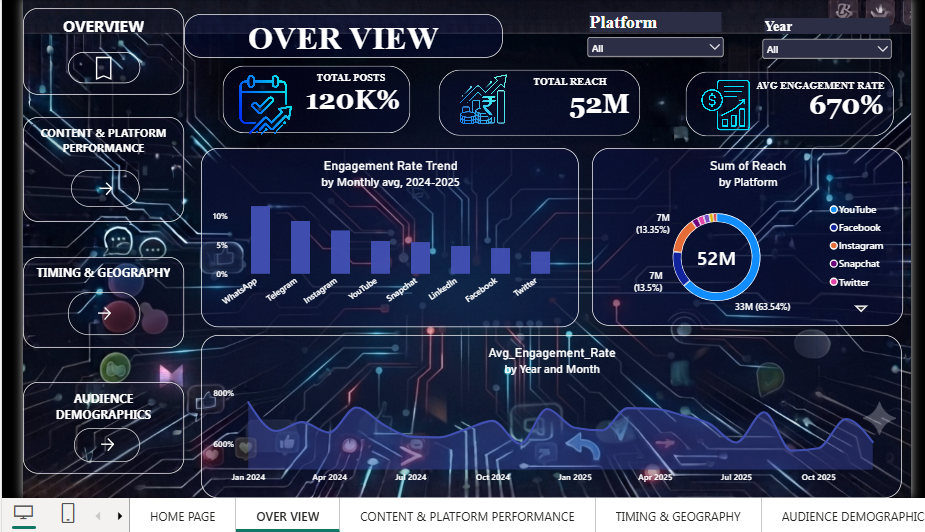 OVERVIEW
CONTENT & PLATFORM
PERFORMANCE
TIMING & GEOGRAPHY
AUDIENCE
DEMOGRAPHICS
OVER VIEW
Platform
All
Year
All
TOTAL POSTS
120K%
TOTAL REACH
52M
AVG ENGAGEMENT RATE
670%
Engagement Rate Trend
by Monthly avg, 2024-2025
10%
5%
0%
WhatsApp
Telegram
Instagram
YouTube
Snapchat
LinkedIn
Facebook
Twitter
Sum of Reach
by Platform
7M
(13.35%)
7M
(13.5%)
52M
33M (63.54%)
YouTube
Facebook
Instagram
Snapchat
Twitter
Avg_Engagement_Rate
by Year and Month
800%
600%
Jan 2024
Apr 2024
Jul 2024
Oct 2024
Jan 2025
Apr 2025
Jul 2025
Oct 2025
HOME PAGE
OVER VIEW
CONTENT & PLATFORM PERFORMANCE
TIMING & GEOGRAPHY
AUDIENCE DEMOGRAPHIC